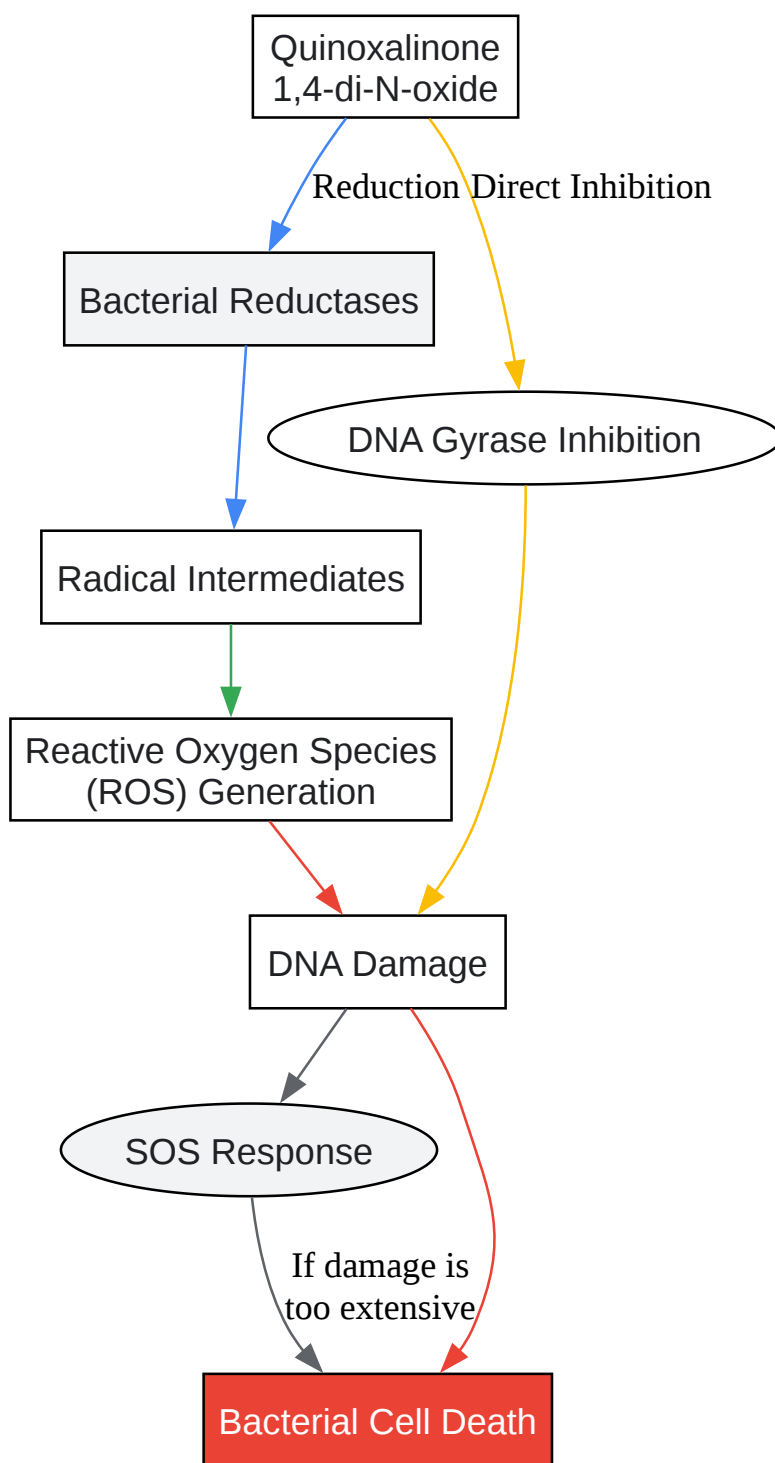 Quinoxalinone
1,4-di-N-oxide
Reduction
Direct Inhibition
Bacterial Reductases
DNA Gyrase Inhibition
Radical Intermediates
Reactive Oxygen Species
(ROS) Generation
DNA Damage
SOS Response
If damage is
too extensive
Bacterial Cell Death